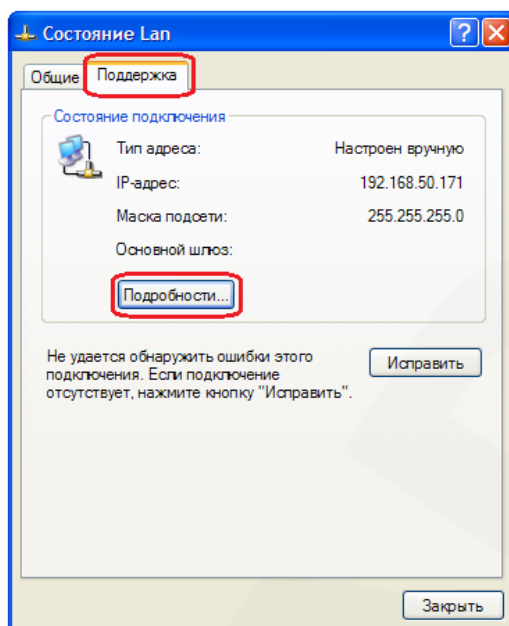 Состояние Lan
Общие Поддержка
Состояние подключения
Тип адреса: Настроен вручную
IP-адрес: 192.168.50.171
Маска подсети: 255.255.255.0
Основной шлюз:
Подробности...
Не удается обнаружить ошибки этого
подключения. Если подключение
отсутствует, нажмите кнопку "Исправить".
Исправить
Закрыть